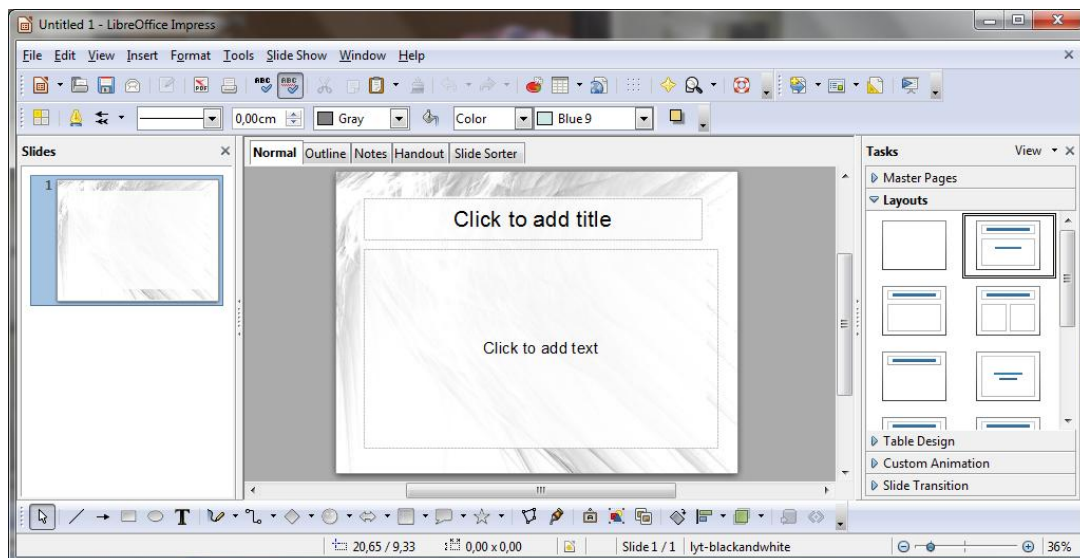 Untitled 1 - LibreOffice Impress
File Edit View Insert Format Tools Slide Show Window Help
PDF ABC ABC
0,00cm Gray Color Blue 9
Slides
Normal Outline Notes Handout Slide Sorter
Tasks View
1
Master Pages
Layouts
Click to add title
Click to add text
Table Design
Custom Animation
Slide Transition
T
20,65 / 9,33 0,00 x 0,00 Slide 1 / 1 lyt-blackandwhite 36%